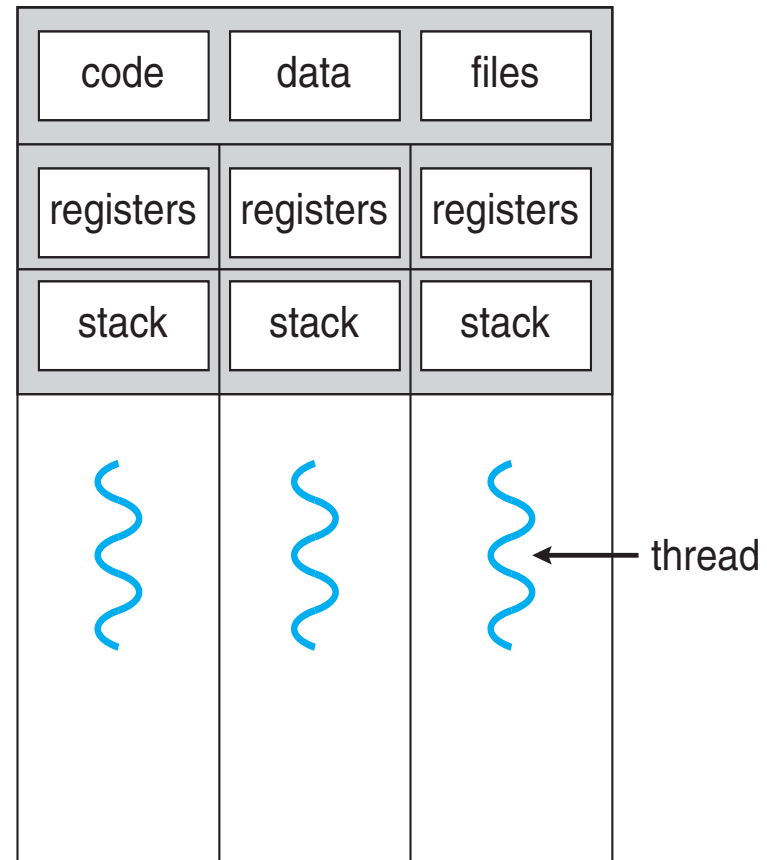 code data files
registers registers registers
stack stack stack
thread